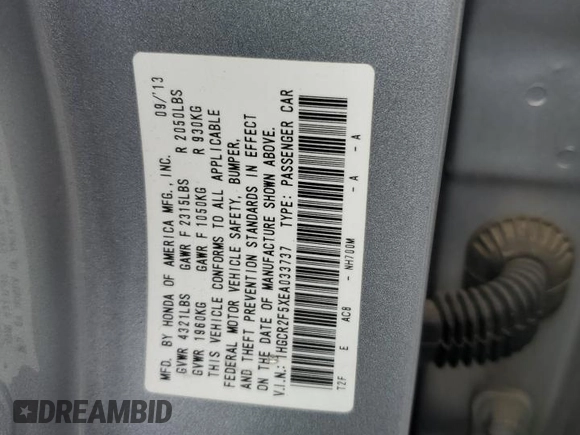 MFD. BY HONDA OF AMERICA MFG., INC. 09/'13
GVWR 4321LBS GAWR F 2315LBS R 2050LBS
GVWR 1960KG GAWR F 1050KG R 930KG
THIS VEHICLE CONFORMS TO ALL APPLICABLE
FEDERAL MOTOR VEHICLE SAFETY, BUMPER,
AND THEFT PREVENTION STANDARDS IN EFFECT
ON THE DATE OF MANUFACTURE SHOWN ABOVE.
V.I.N.: 1HGCR2F5XEA033737 TYPE: PASSENGER CAR
T2F E AC8 - NH700M - A - A
DREAMBID